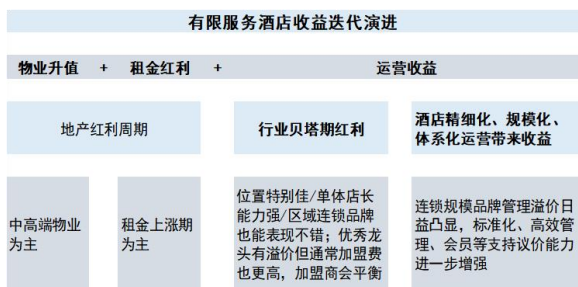 有限服务酒店收益迭代演进
物业升值 + 租金红利 + 运营收益
地产红利周期
行业贝塔期红利
酒店精细化、规模化、
体系化运营带来收益
中高端物业
为主
租金上涨期
为主
位置特别佳/单体店长
能力强/区域连锁品牌
也能表现不错；优秀龙
头有溢价但通常加盟费
也更高，加盟商会平衡
连锁规模品牌管理溢价日
益凸显，标准化、高效
管理、会员等支持议价能力
进一步增强